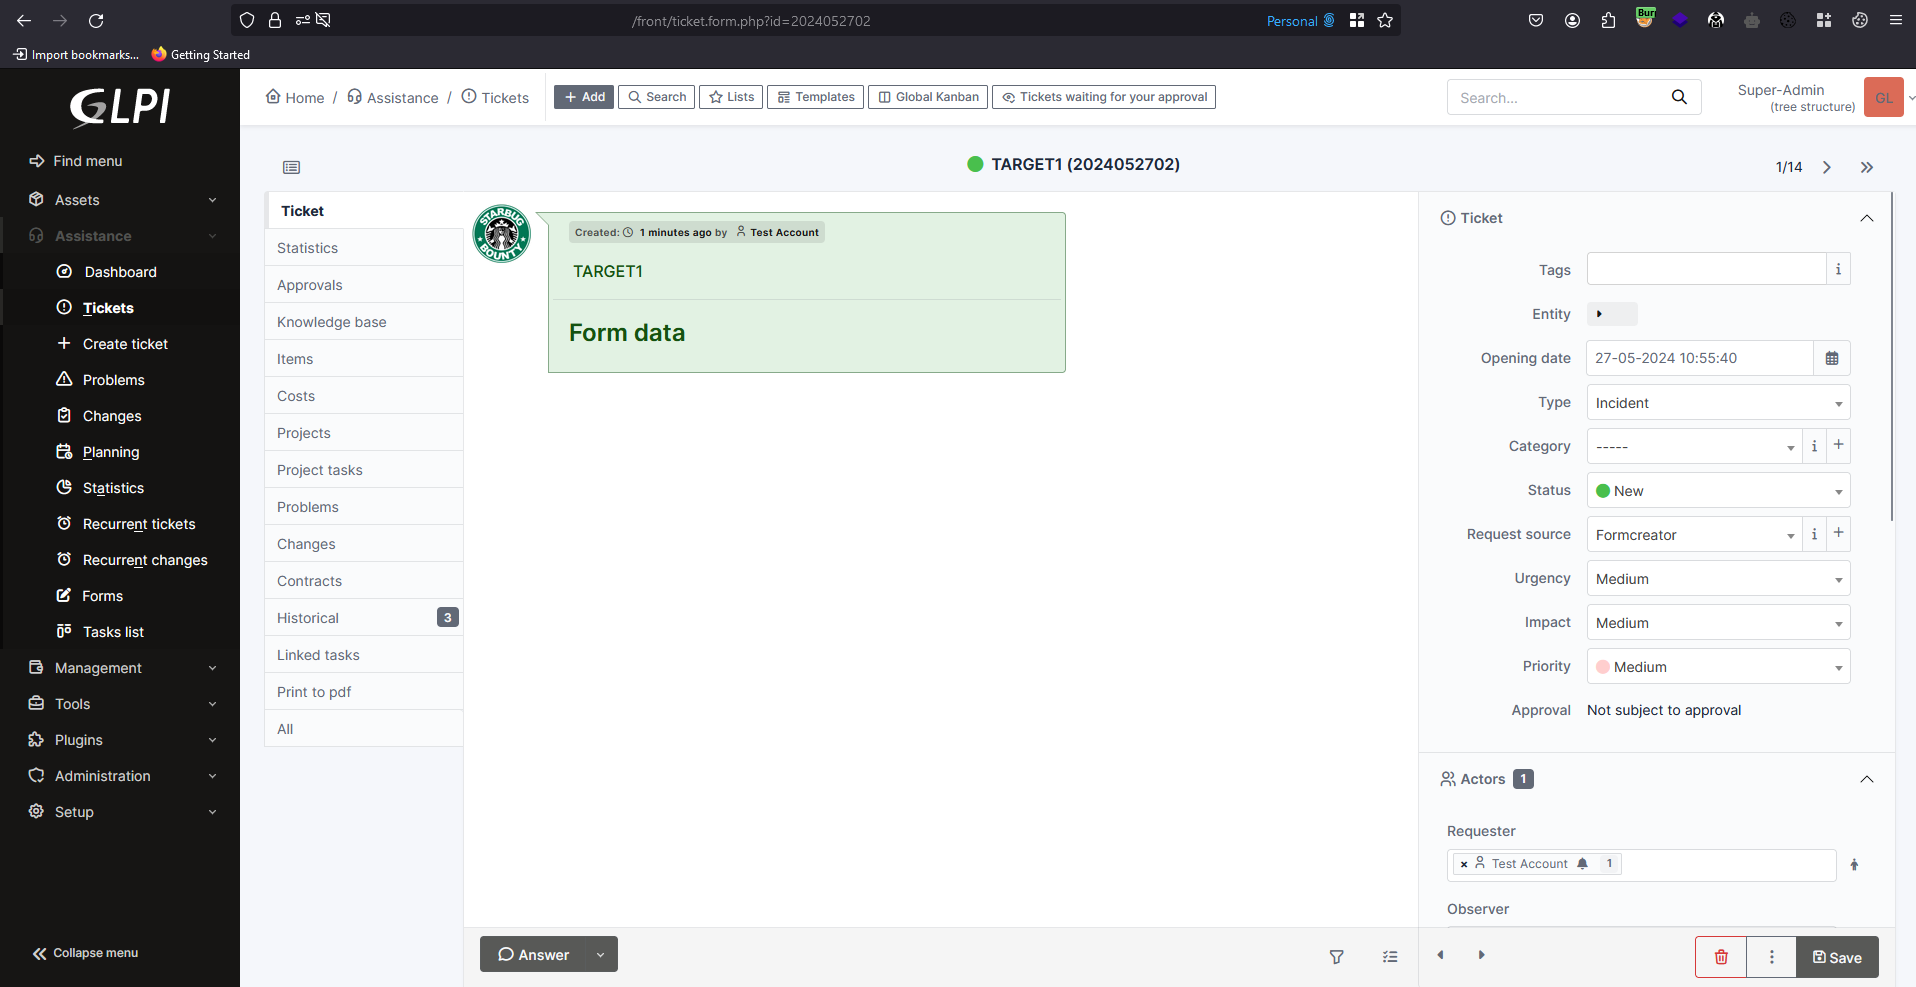 /front/ticket.form.php?id=2024052702
Personal
Burr
Import bookmarks...
Getting Started
GLPI
Find menu
Assets
Assistance
Dashboard
Tickets
Create ticket
Problems
Changes
Planning
Statistics
Recurrent tickets
Recurrent changes
Forms
Tasks list
Management
Tools
Plugins
Administration
Setup
Collapse menu
Home / Assistance / Tickets
+ Add
Search
Lists
Templates
Global Kanban
Tickets waiting for your approval
Search...
Super-Admin
(tree structure)
GL
TARGET1 (2024052702)
1/14
Ticket
Statistics
Approvals
Knowledge base
Items
Costs
Projects
Project tasks
Problems
Changes
Contracts
Historical 3
Linked tasks
Print to pdf
All
STARBUG
BOUNTY
Created: 1 minutes ago by Test Account
TARGET1
Form data
Answer
Ticket
Tags i
Entity
Opening date 27-05-2024 10:55:40
Type Incident
Category ----- i +
Status New
Request source Formcreator i +
Urgency Medium
Impact Medium
Priority Medium
Approval Not subject to approval
Actors 1
Requester
× Test Account 1
Observer
Save